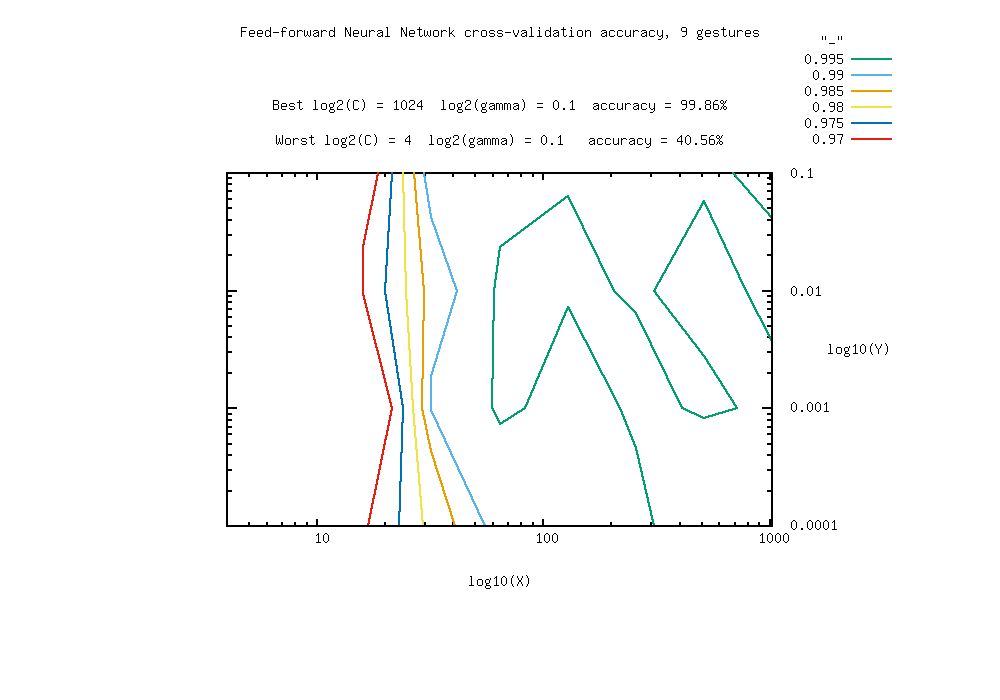 Feed-forward Neural Network cross-validation accuracy, 9 gestures
"_"
0.995
0.99
0.985
0.98
0.975
0.97
Best log2(C) = 1024  log2(gamma) = 0.1  accuracy = 99.86%
Worst log2(C) = 4  log2(gamma) = 0.1   accuracy = 40.56%
0.1
0.01
log10(Y)
0.001
0.0001
10
100
1000
log10(X)